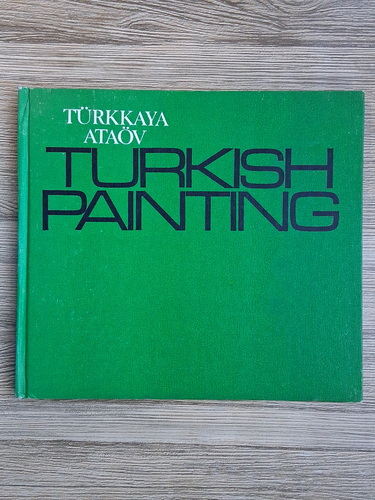 TÜRKKAYA
ATAÖV
TURKISH
PAINTING